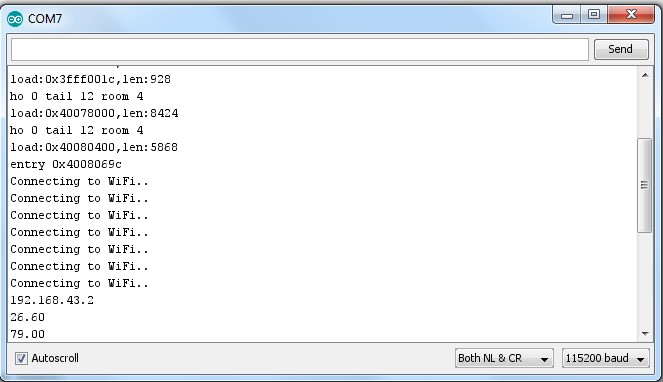 COM7
Send
load:0x3fff001c,len:928
ho 0 tail 12 room 4
load:0x40078000,len:8424
ho 0 tail 12 room 4
load:0x40080400,len:5868
entry 0x4008069c
Connecting to WiFi..
Connecting to WiFi..
Connecting to WiFi..
Connecting to WiFi..
Connecting to WiFi..
Connecting to WiFi..
Connecting to WiFi..
192.168.43.2
26.60
79.00
Autoscroll
Both NL & CR
115200 baud